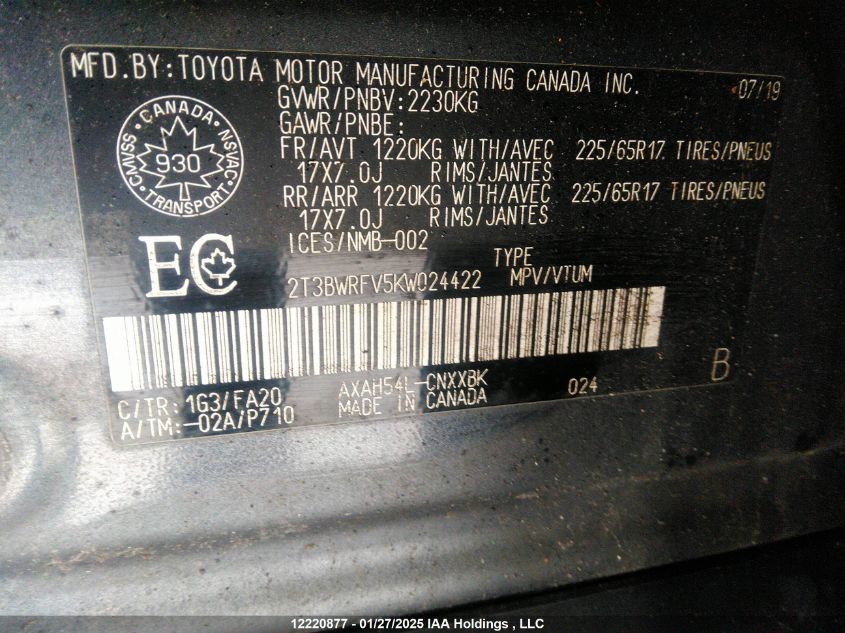 MFD.BY:TOYOTA MOTOR MANUFACTURING CANADA INC. 07/19
GVWR/PNBV:2230KG
GAWR/PNBE:
FR/AVT 1220KG WITH/AVEC 225/65R17 TIRES/PNEUS
17X7.0J RIMS/JANTES
RR/ARR 1220KG WITH/AVEC 225/65R17 TIRES/PNEUS
17X7.0J RIMS/JANTES
ICES/NMB-002
CANADA
CMVSS 930 NSVAC
TRANSPORT
EC
TYPE
2T3BWRFV5KW024422 MPV/VTUM
C/TR: 1G3/FA20 AXAH54L-CNXXBK 024 B
A/TM:-02A/P710 MADE IN CANADA
12220877 - 01/27/2025 IAA Holdings , LLC